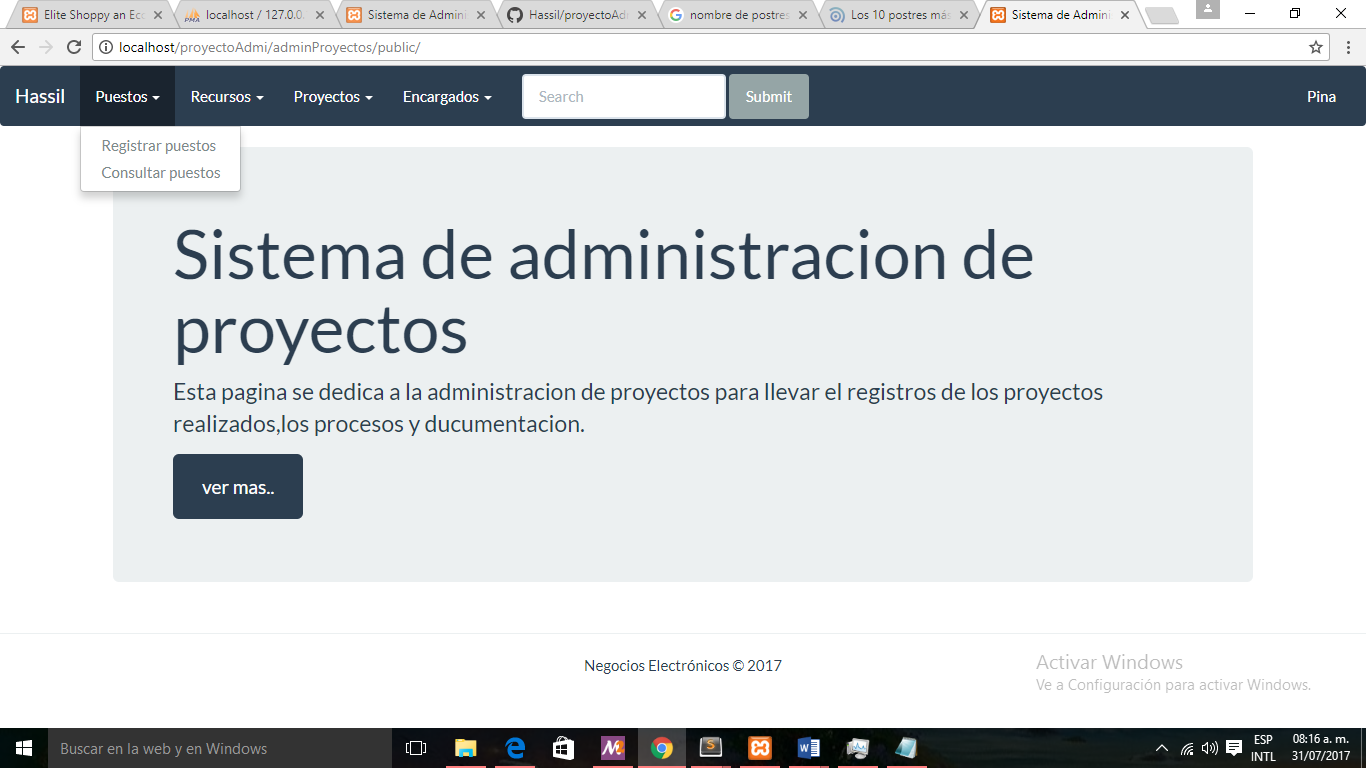 Elite Shoppy an Eco
localhost / 127.0.0.
Sistema de Admini
Hassil/proyectoAdr
nombre de postres
Los 10 postres más
Sistema de Admini
localhost/proyectoAdmi/adminProyectos/public/
Hassil
Puestos
Recursos
Proyectos
Encargados
Search
Submit
Pina
Registrar puestos
Consultar puestos
Sistema de administracion de
proyectos
Esta pagina se dedica a la administracion de proyectos para llevar el registros de los proyectos
realizados,los procesos y ducumentacion.
ver mas..
Negocios Electrónicos © 2017
Activar Windows
Ve a Configuración para activar Windows.
Buscar en la web y en Windows
ESP
INTL
08:16 a. m.
31/07/2017